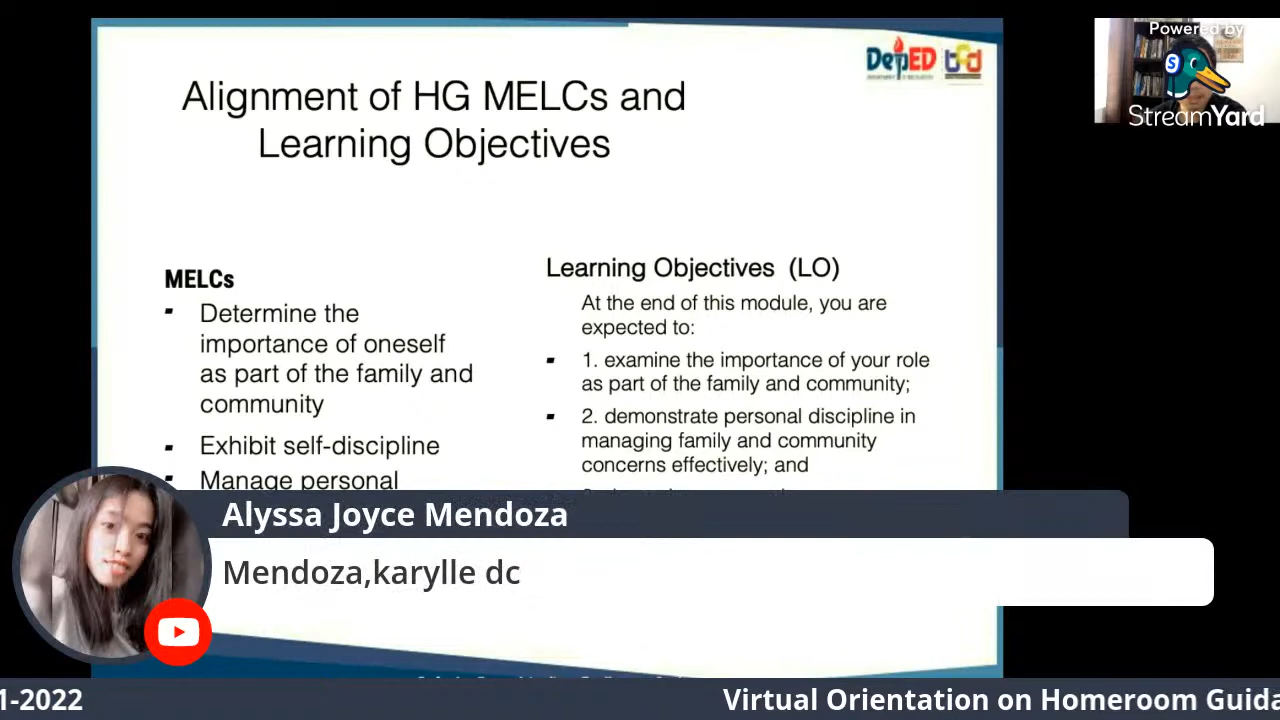 Powered by
StreamYard
DepED
Alignment of HG MELCs and
Learning Objectives
MELCs
Determine the
importance of oneself
as part of the family and
community
Exhibit self-discipline
Manage personal
Learning Objectives (LO)
At the end of this module, you are
expected to:
1. examine the importance of your role
as part of the family and community;
2. demonstrate personal discipline in
managing family and community
concerns effectively; and
Alyssa Joyce Mendoza
Mendoza,karylle dc
1-2022
Virtual Orientation on Homeroom Guida